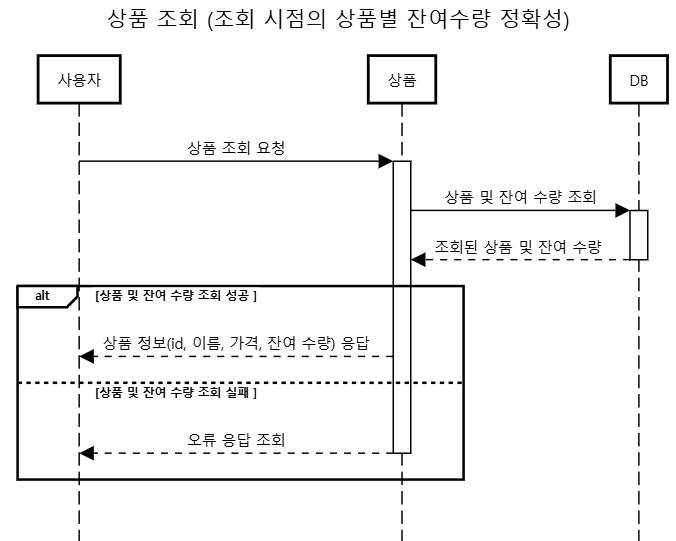 상품 조회 (조회 시점의 상품별 잔여수량 정확성)
사용자
상품
DB
상품 조회 요청
상품 및 잔여 수량 조회
조회된 상품 및 잔여 수량
alt
[상품 및 잔여 수량 조회 성공 ]
상품 정보(id, 이름, 가격, 잔여 수량) 응답
[상품 및 잔여 수량 조회 실패 ]
오류 응답 조회